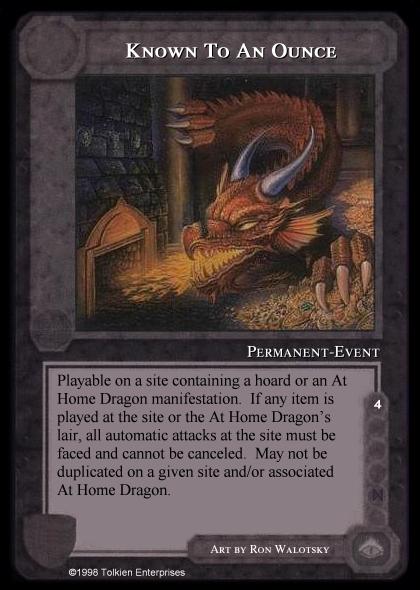 Known To An Ounce
Permanent-Event
Playable on a site containing a hoard or an At
Home Dragon manifestation. If any item is
played at the site or the At Home Dragon's
lair, all automatic attacks at the site must be
faced and cannot be canceled. May not be
duplicated on a given site and/or associated
At Home Dragon.
4
Art by Ron Walotsky
©1998 Tolkien Enterprises